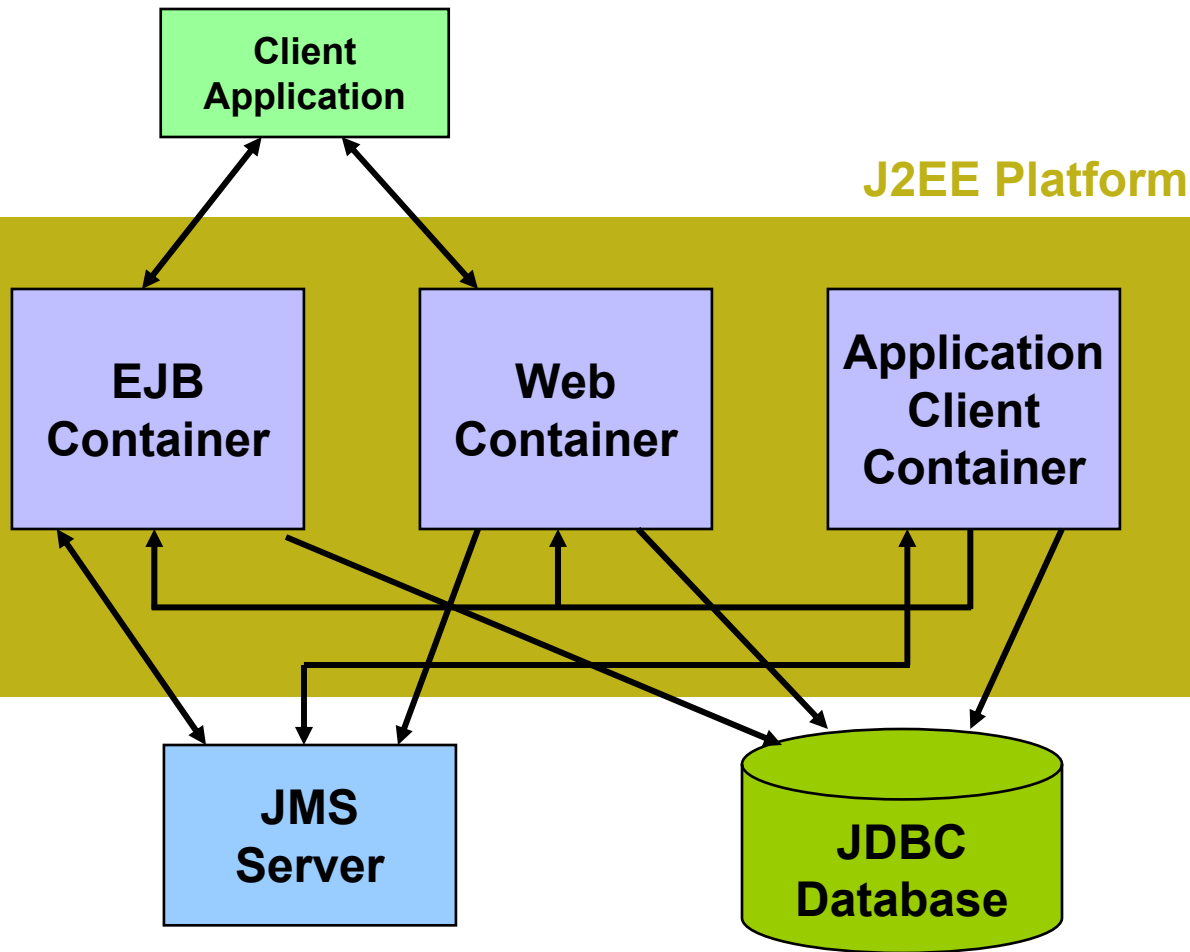 Client
Application
J2EE Platform
EJB
Container
Web
Container
Application
Client
Container
JMS
Server
JDBC
Database